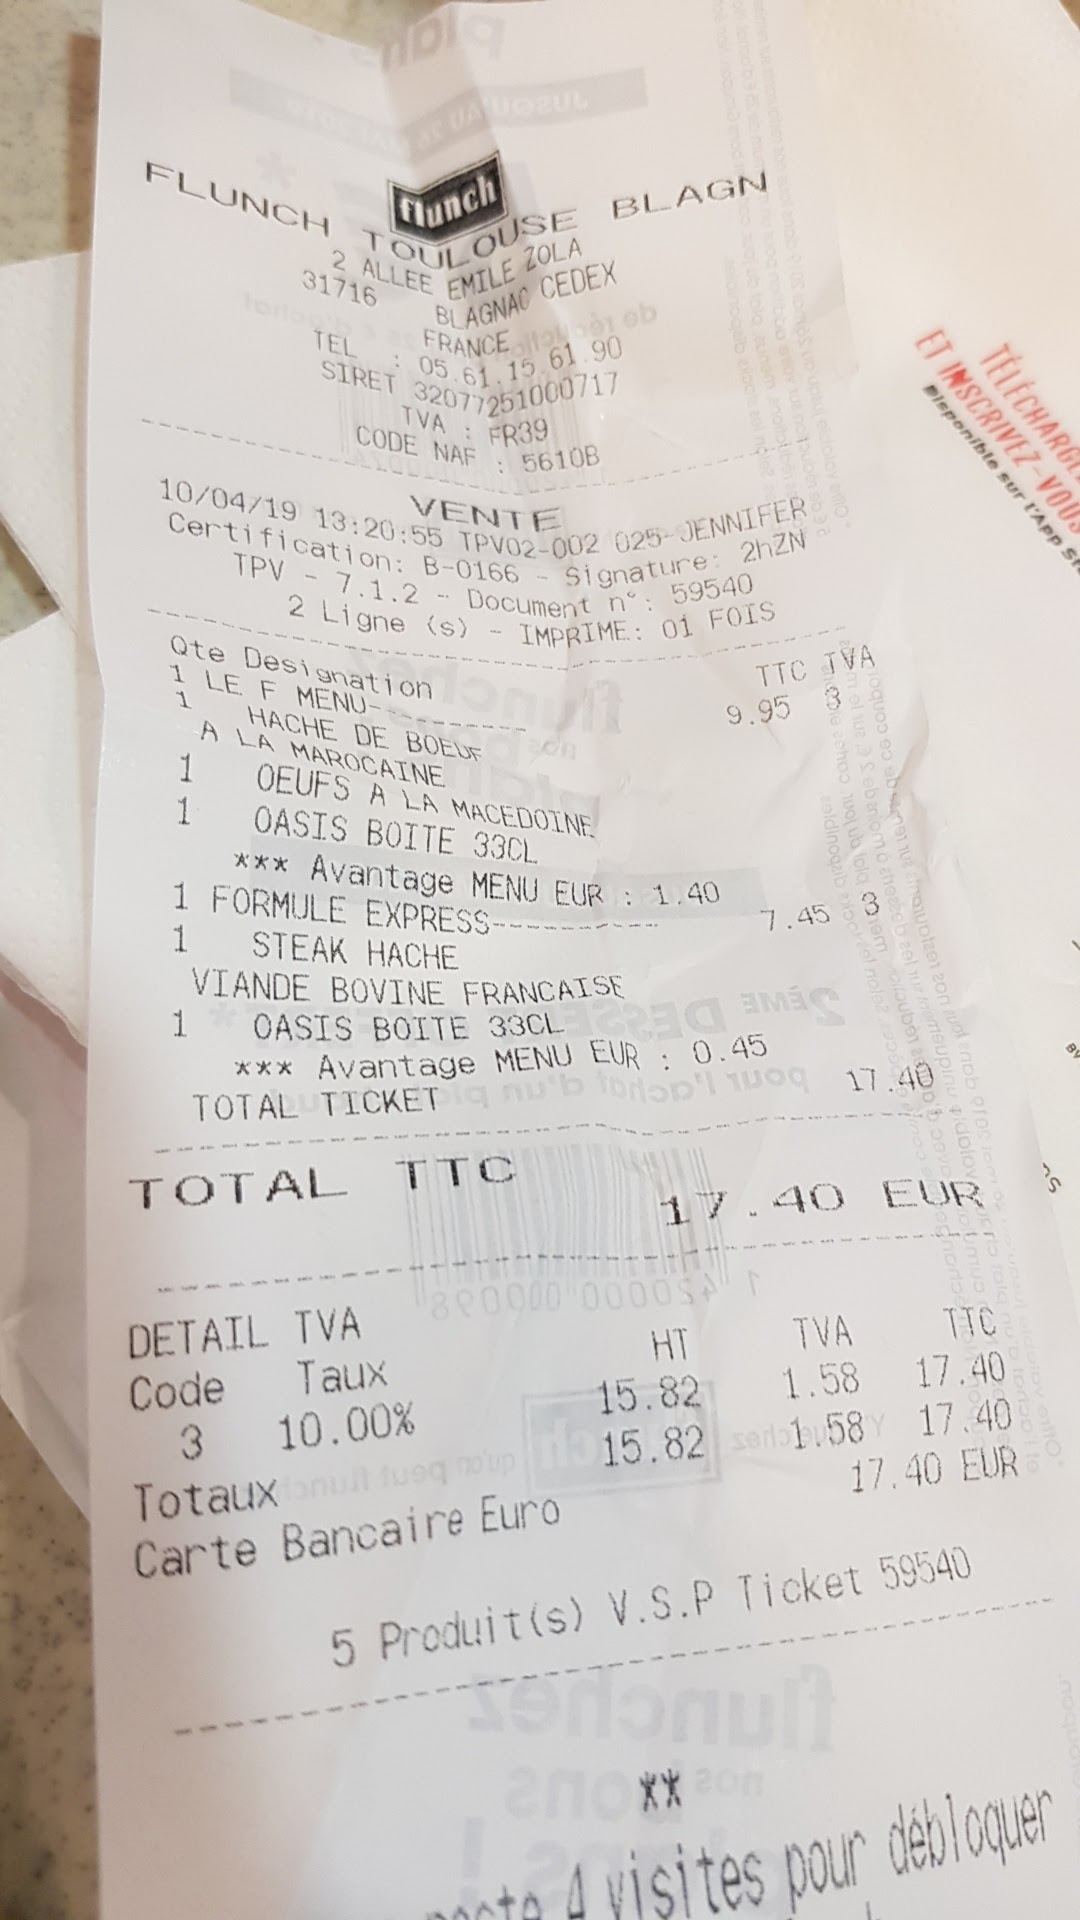 flunch
FLUNCH TOULOUSE BLAGN
2 ALLEE EMILE ZOLA
31716 BLAGNAC CEDEX
FRANCE
TEL : 05.61.15.61.90
SIRET 32077251000717
TVA : FR39
CODE NAF : 5610B
VENTE
10/04/19 13:20:55 TPV02-002 025-JENNIFER
Certification: B-0166 - Signature: 2hZN
TPV - 7.1.2 - Document n°: 59540
2 Ligne (s) - IMPRIME: 01 FOIS
Qte Designation TTC TVA
1 LE F MENU---------- 9.95 3
1 HACHE DE BOEUF
A LA MAROCAINE
1 OEUFS A LA MACEDOINE
1 OASIS BOITE 33CL
*** Avantage MENU EUR : 1.40
1 FORMULE EXPRESS---------- 7.45 3
1 STEAK HACHE
VIANDE BOVINE FRANCAISE
1 OASIS BOITE 33CL
*** Avantage MENU EUR : 0.45
TOTAL TICKET 17.40
TOTAL TTC 17.40 EUR
DETAIL TVA
Code Taux HT TVA TTC
3 10.00% 15.82 1.58 17.40
Totaux 15.82 1.58 17.40
Carte Bancaire Euro 17.40 EUR
5 Produit(s) V.S.P Ticket 59540
**
4 visites pour débloquer
TÉLÉCHARGE
ET INSCRIVEZ-VOUS
Disponible sur l'App